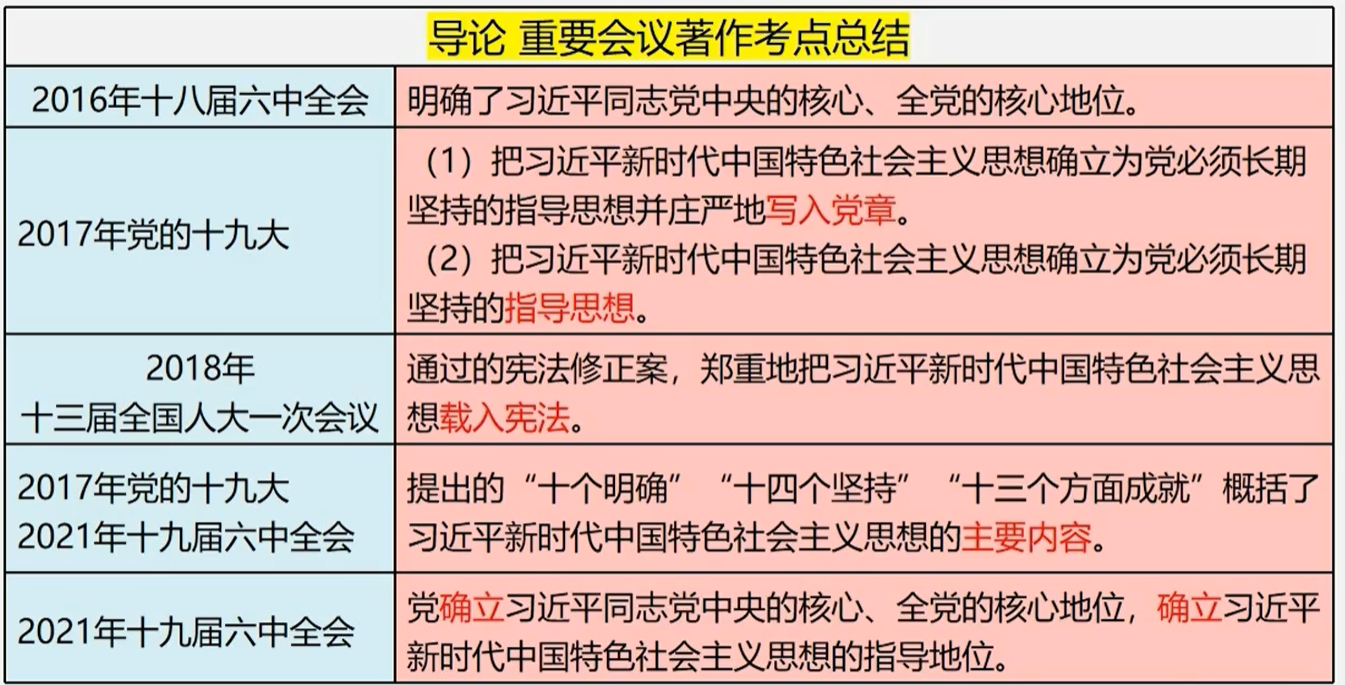 导论 重要会议著作考点总结
2016年十八届六中全会
明确了习近平同志党中央的核心、全党的核心地位。
2017年党的十九大
（1）把习近平新时代中国特色社会主义思想确立为党必须长期
坚持的指导思想并庄严地写入党章。
（2）把习近平新时代中国特色社会主义思想确立为党必须长期
坚持的指导思想。
2018年
十三届全国人大一次会议
通过的宪法修正案，郑重地把习近平新时代中国特色社会主义思
想载入宪法。
2017年党的十九大
2021年十九届六中全会
提出的“十个明确”“十四个坚持”“十三个方面成就”概括了
习近平新时代中国特色社会主义思想的主要内容。
2021年十九届六中全会
党确立习近平同志党中央的核心、全党的核心地位，确立习近平
新时代中国特色社会主义思想的指导地位。